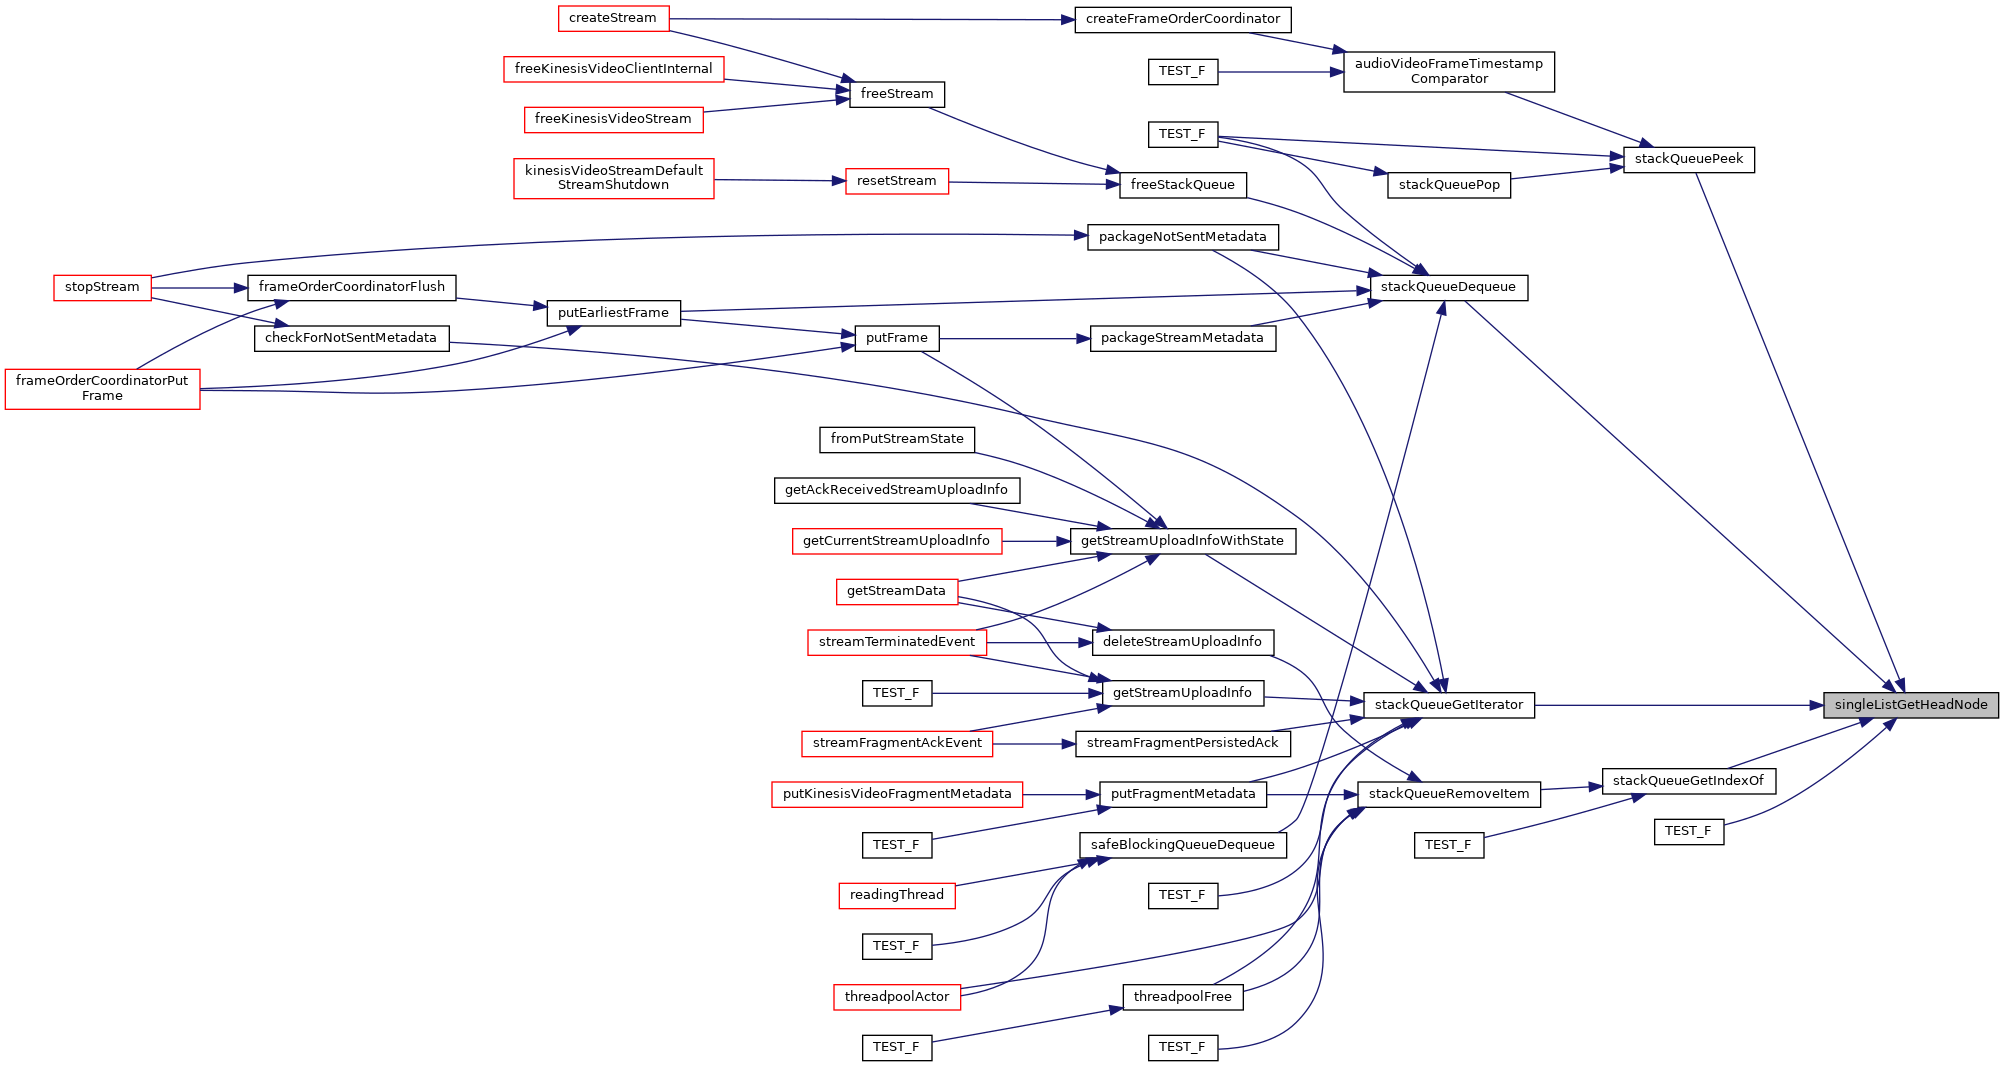 createStream
createFrameOrderCoordinator
freeKinesisVideoClientInternal
TEST_F
audioVideoFrameTimestamp
Comparator
freeStream
freeKinesisVideoStream
TEST_F
stackQueuePeek
kinesisVideoStreamDefault
StreamShutdown
resetStream
freeStackQueue
stackQueuePop
packageNotSentMetadata
stopStream
frameOrderCoordinatorFlush
stackQueueDequeue
putEarliestFrame
checkForNotSentMetadata
putFrame
packageStreamMetadata
frameOrderCoordinatorPut
Frame
fromPutStreamState
getAckReceivedStreamUploadInfo
getCurrentStreamUploadInfo
getStreamUploadInfoWithState
getStreamData
streamTerminatedEvent
deleteStreamUploadInfo
TEST_F
getStreamUploadInfo
stackQueueGetIterator
singleListGetHeadNode
streamFragmentAckEvent
streamFragmentPersistedAck
stackQueueGetIndexOf
putKinesisVideoFragmentMetadata
putFragmentMetadata
stackQueueRemoveItem
TEST_F
TEST_F
safeBlockingQueueDequeue
TEST_F
readingThread
TEST_F
TEST_F
threadpoolActor
threadpoolFree
TEST_F
TEST_F